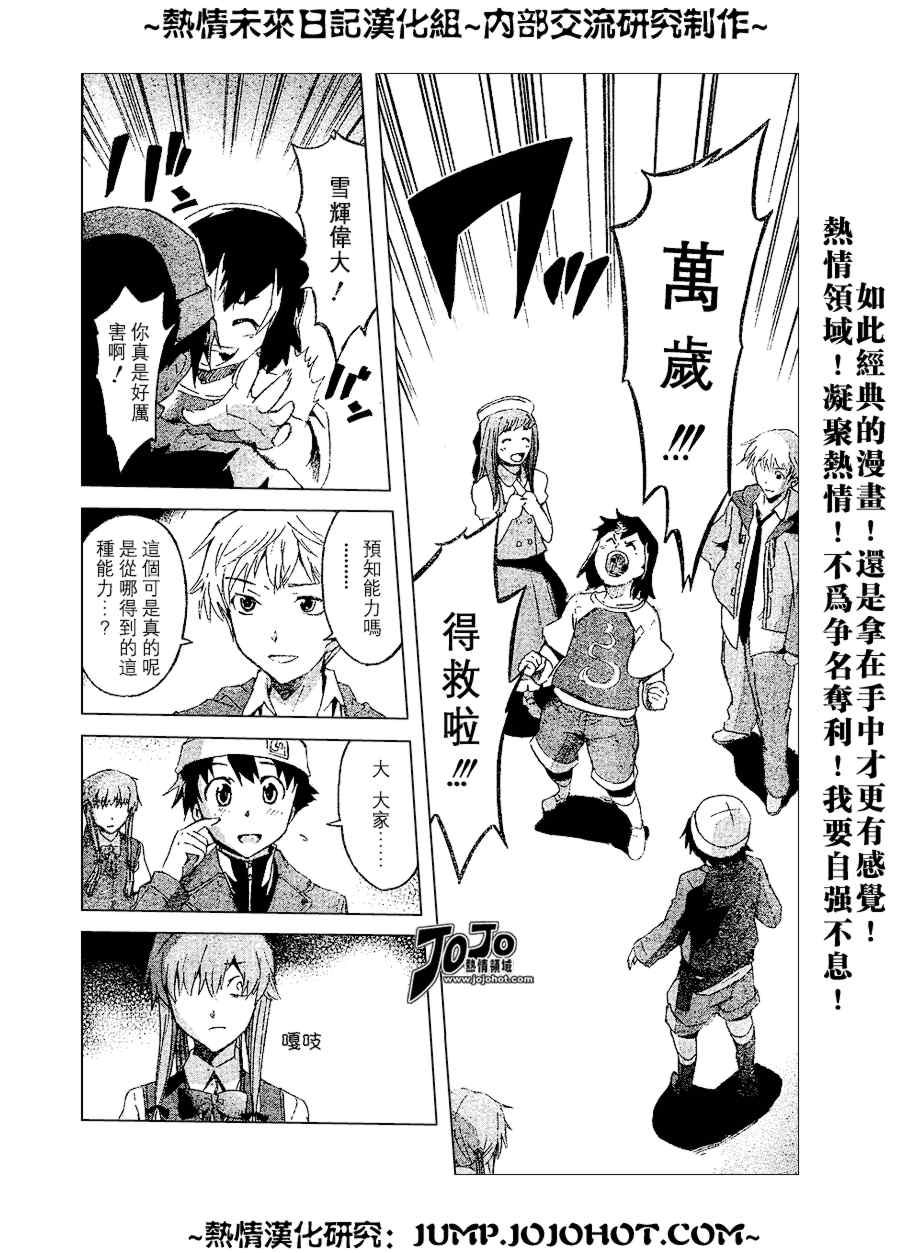 ~熱情未來日記漢化組~內部交流研究制作~
萬歲!!!
得救啦!!!
雪輝偉大！
你真是好厲
害啊！
預知能力嗎
………
這個可是真的呢
是從哪得到的這
種能力…？
大 大家……
嘎吱
如此經典的漫畫！還是拿在手中才更有感覺！
熱情領域！凝聚熱情！不爲争名奪利！我要自强不息！
JOJO
熱情領域
www.jojohot.com
~熱情漢化研究：JUMP.JOJOHOT.COM~